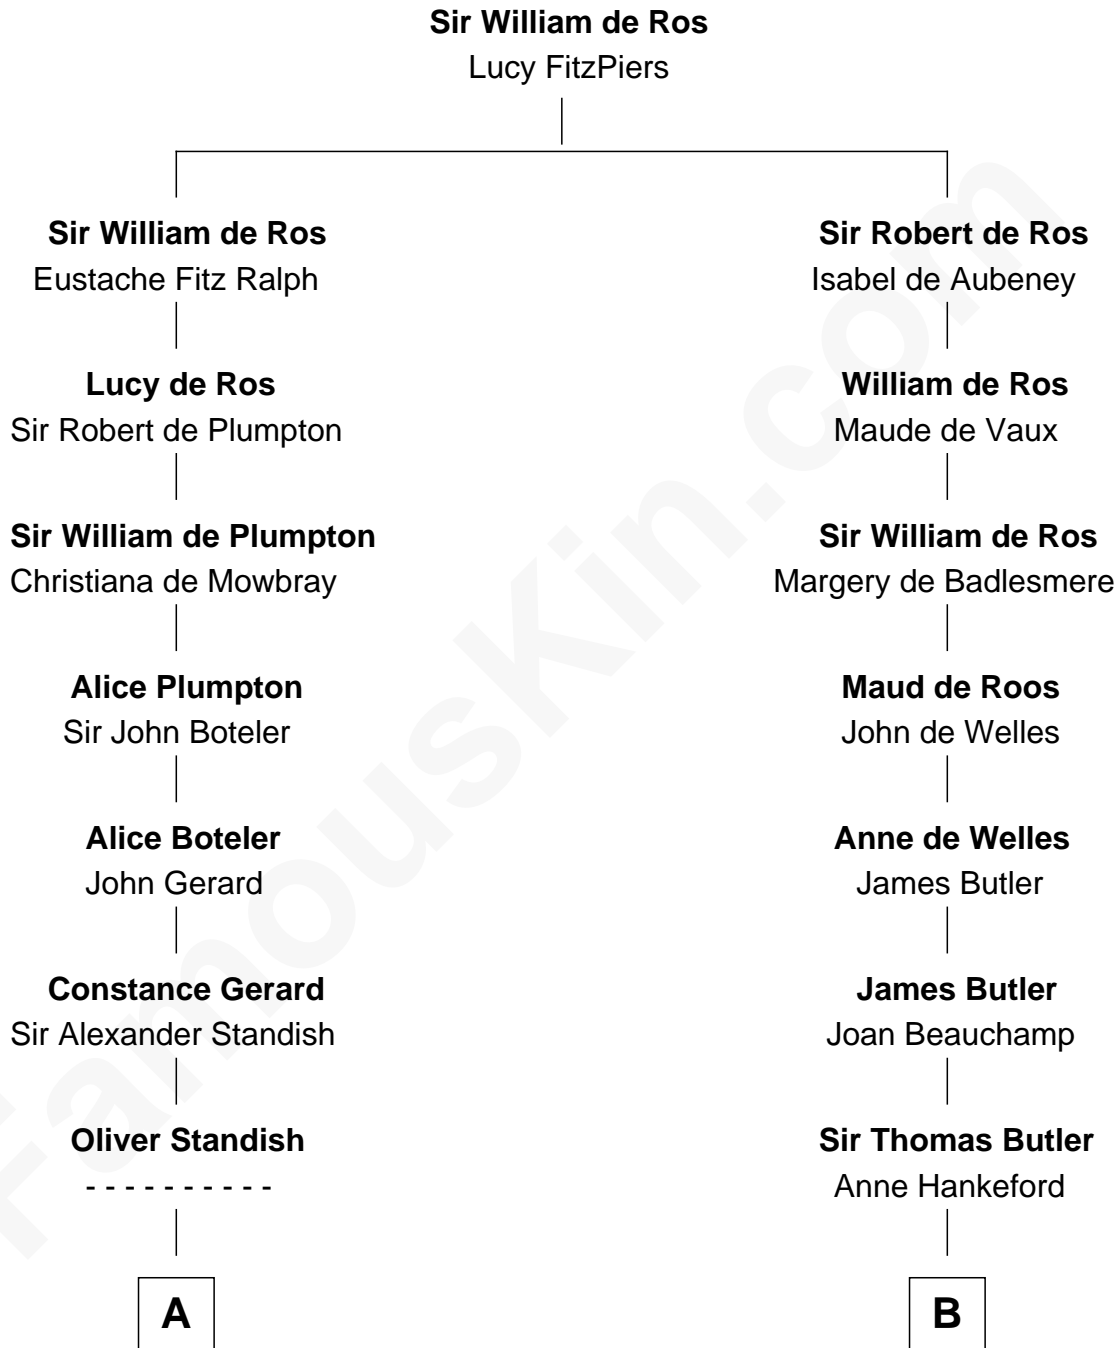 Sir William de Ros
Lucy FitzPiers
Sir William de Ros
Eustache Fitz Ralph
Lucy de Ros
Sir Robert de Plumpton
Sir William de Plumpton
Christiana de Mowbray
Alice Plumpton
Sir John Boteler
Alice Boteler
John Gerard
Constance Gerard
Sir Alexander Standish
Oliver Standish
- - - - - - - - - -
A
Sir Robert de Ros
Isabel de Aubeney
William de Ros
Maude de Vaux
Sir William de Ros
Margery de Badlesmere
Maud de Roos
John de Welles
Anne de Welles
James Butler
James Butler
Joan Beauchamp
Sir Thomas Butler
Anne Hankeford
B
FamousKin.com